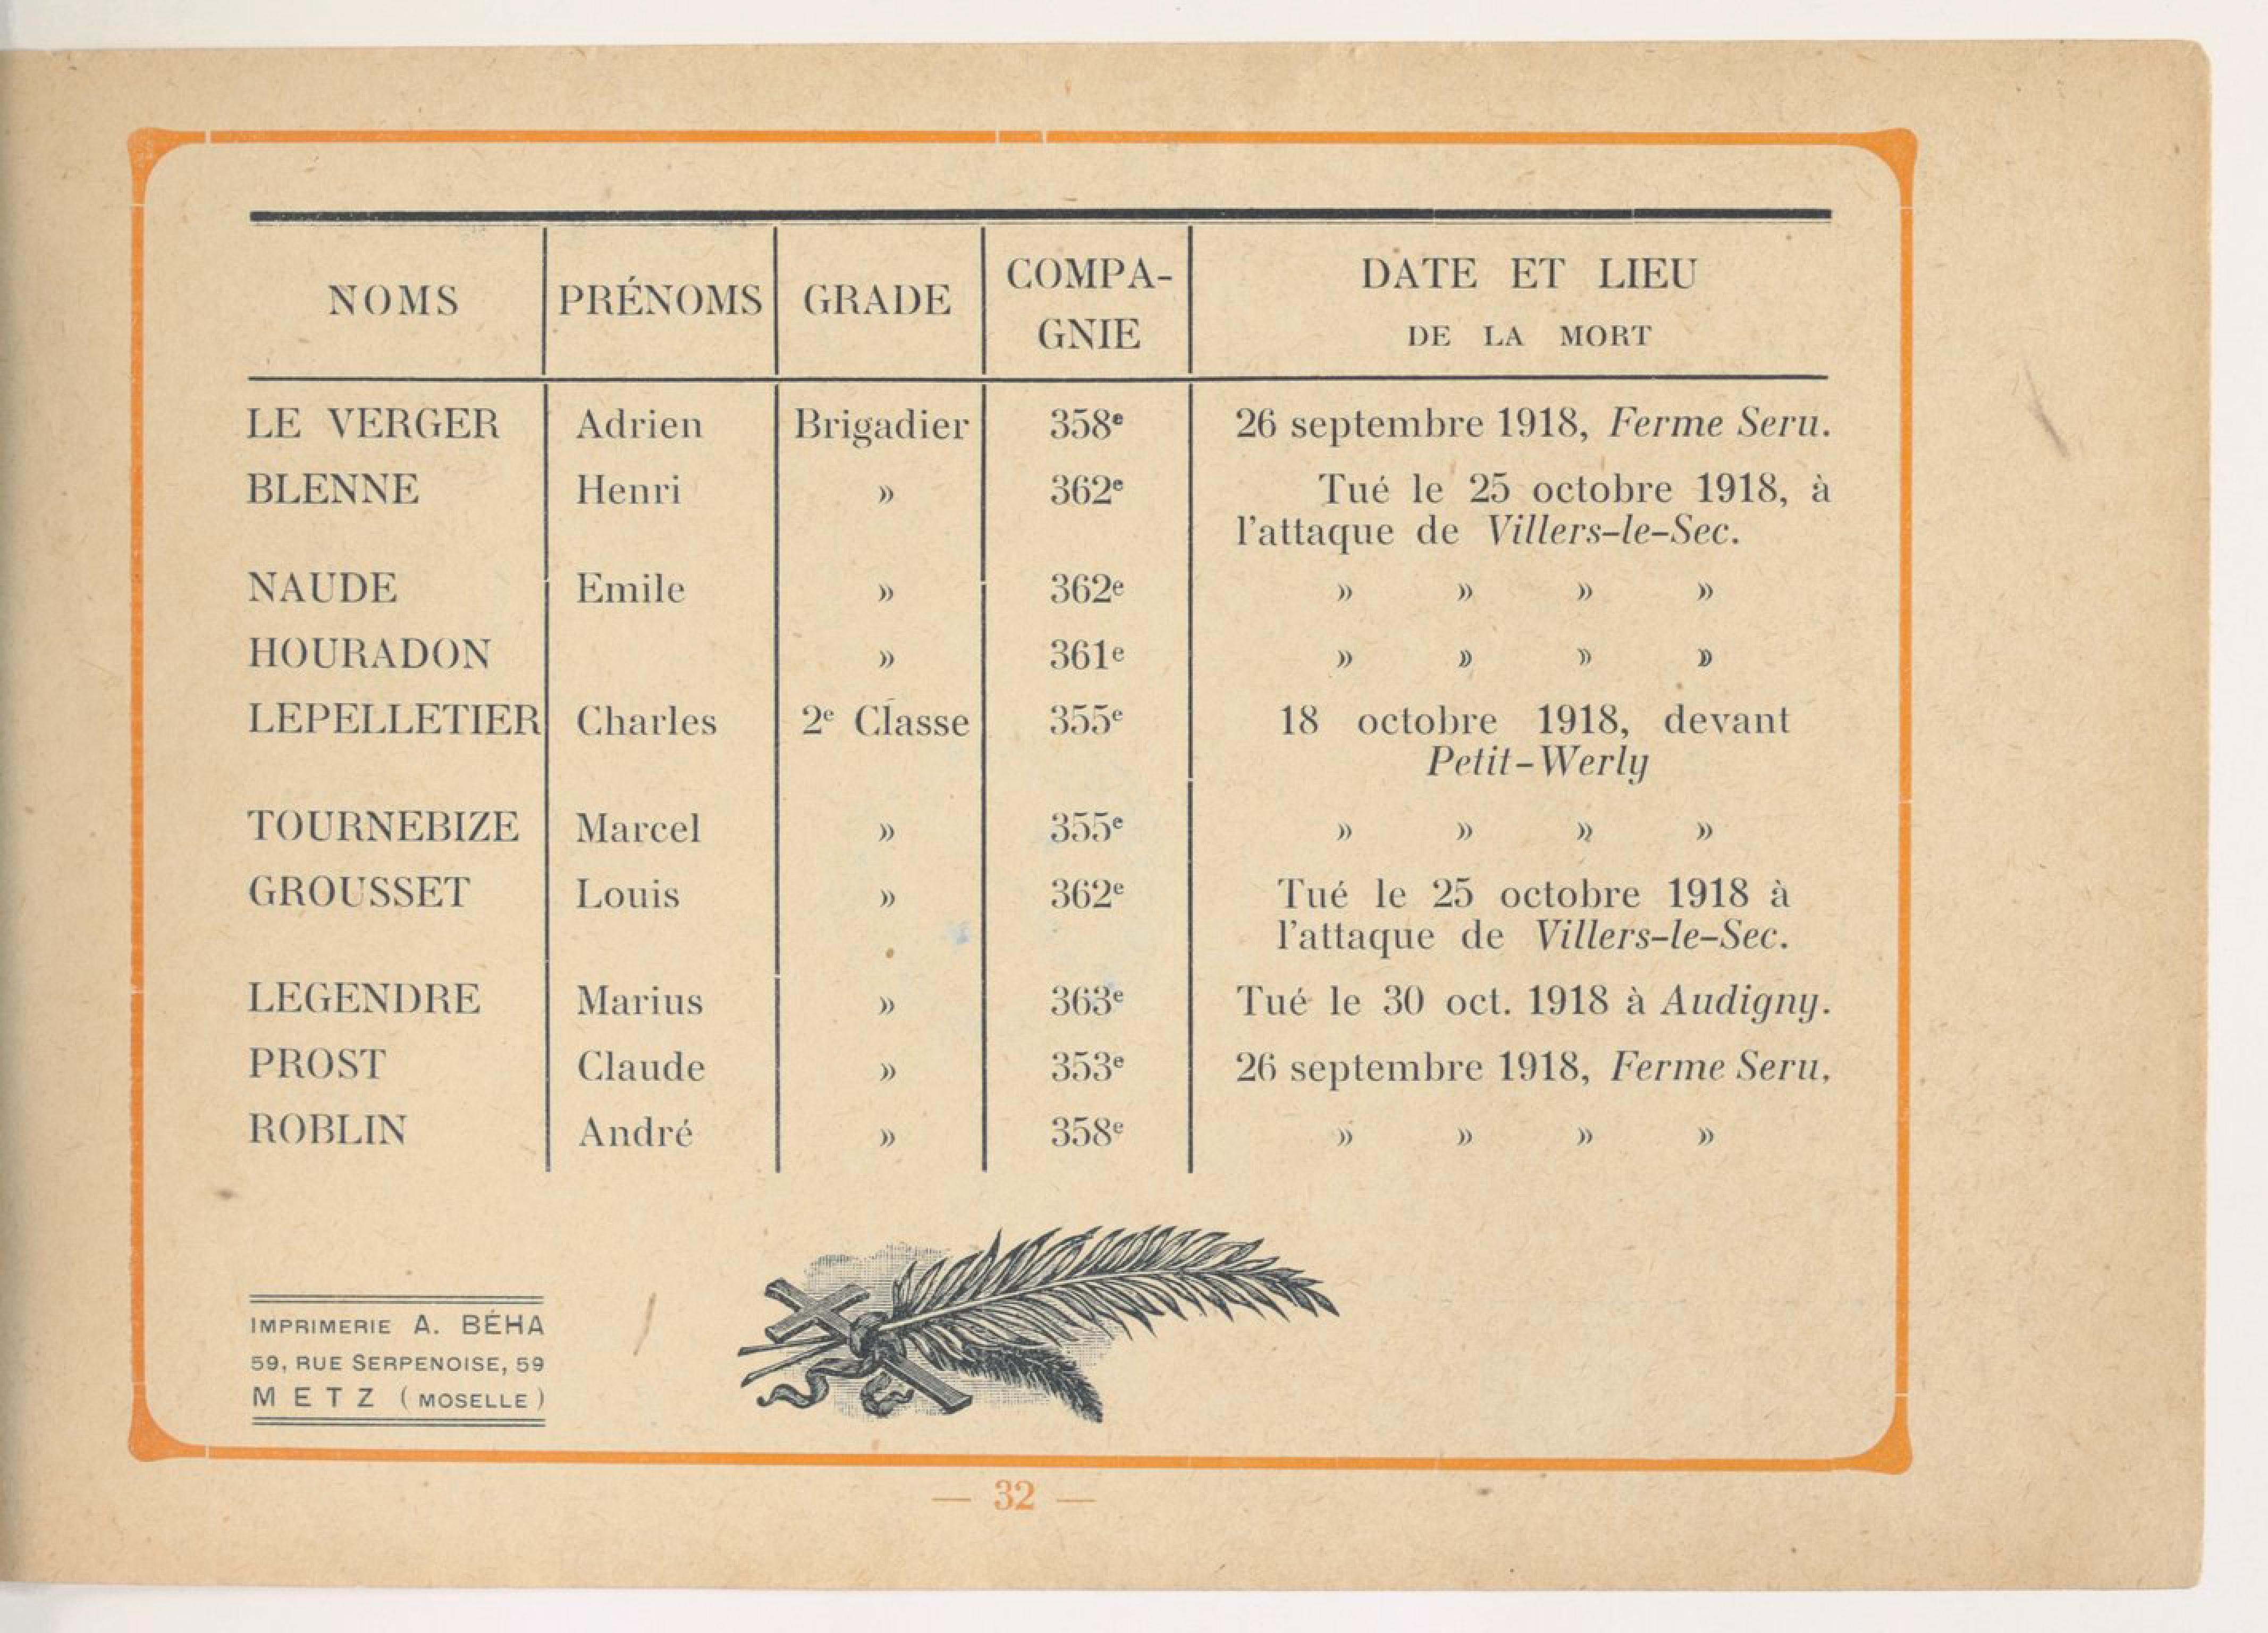 NOMS PRÉNOMS GRADE COMPA-
GNIE DATE ET LIEU
DE LA MORT
LE VERGER Adrien Brigadier 358e 26 septembre 1918, Ferme Seru.
BLENNE Henri » 362e Tué le 25 octobre 1918, à
l'attaque de Villers-le-Sec.
NAUDE Emile » 362e » » » »
HOURADON » 361e » » » »
LEPELLETIER Charles 2e Classe 355e 18 octobre 1918, devant
Petit-Werly
TOURNEBIZE Marcel » 355e » » » »
GROUSSET Louis » 362e Tué le 25 octobre 1918 à
l'attaque de Villers-le-Sec.
LEGENDRE Marius » 363e Tué le 30 oct. 1918 à Audigny.
PROST Claude » 353e 26 septembre 1918, Ferme Seru,
ROBLIN André » 358e » » » »
IMPRIMERIE A. BÉHA
59, RUE SERPENOISE, 59
METZ (MOSELLE)
— 32 —